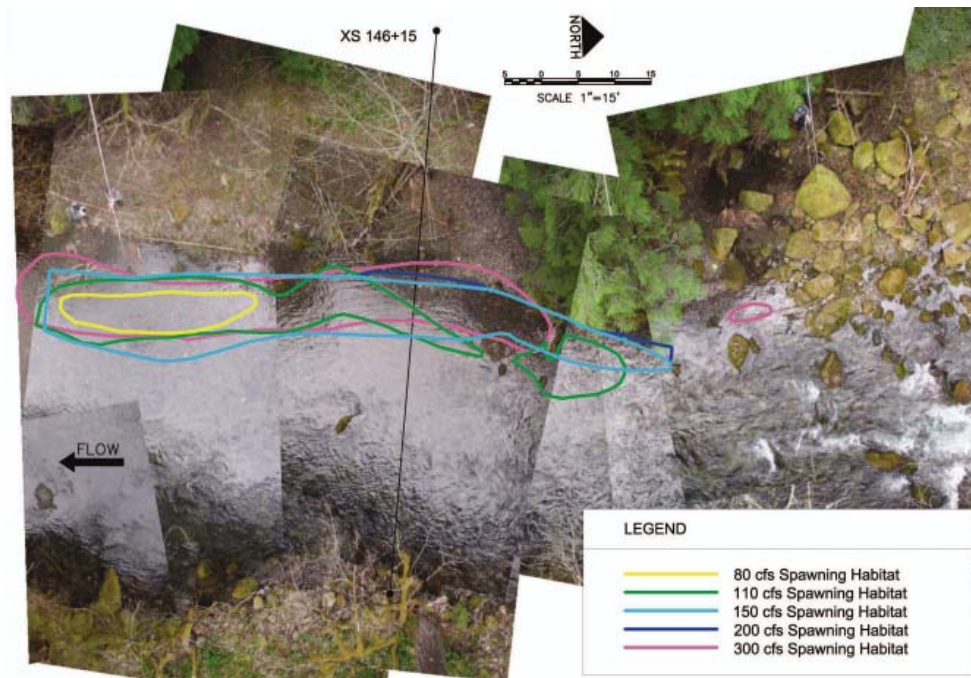 XS 146+15
NORTH
5 0 5 10 15
SCALE 1"=15'
FLOW
LEGEND
80 cfs Spawning Habitat
110 cfs Spawning Habitat
150 cfs Spawning Habitat
200 cfs Spawning Habitat
300 cfs Spawning Habitat